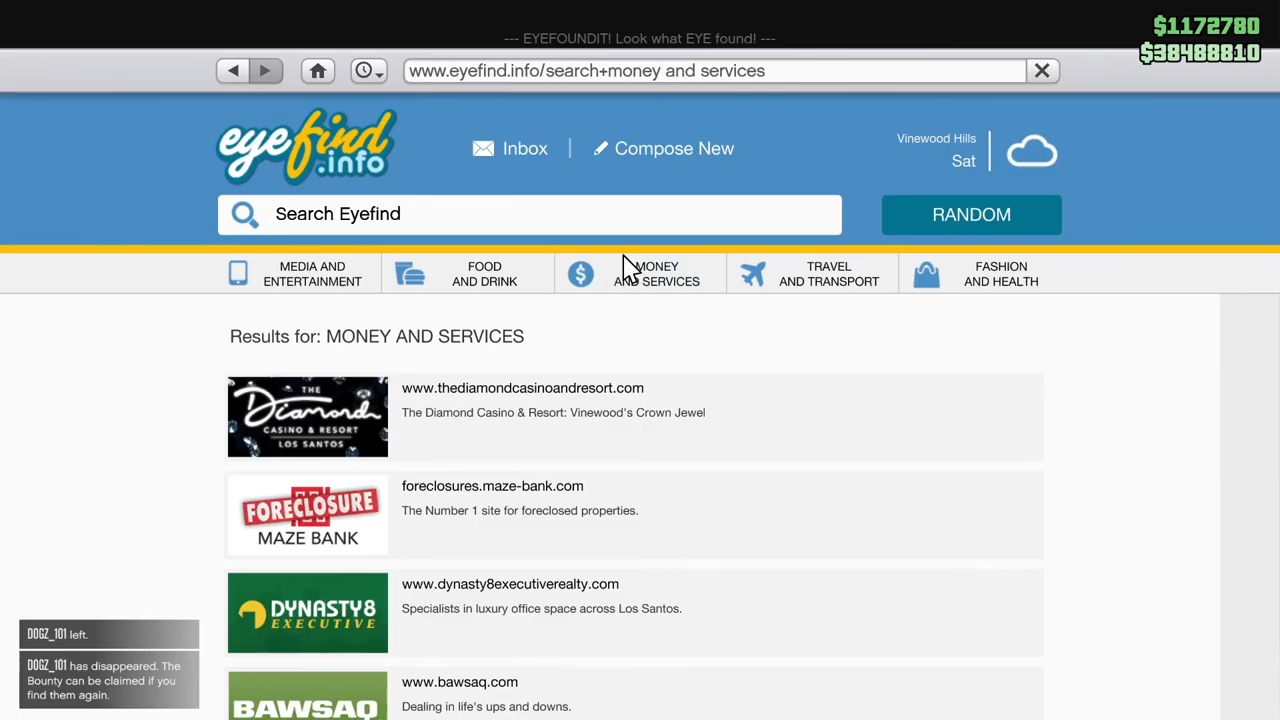 --- EYEFOUNDIT! Look what EYE found! ---
$1172780
$38488810
www.eyefind.info/search+money and services
eyefind
.info
Inbox
Compose New
Vinewood Hills
Sat
Search Eyefind
RANDOM
MEDIA AND
ENTERTAINMENT
FOOD
AND DRINK
MONEY
AND SERVICES
TRAVEL
AND TRANSPORT
FASHION
AND HEALTH
Results for: MONEY AND SERVICES
THE
Diamond
CASINO & RESORT
LOS SANTOS
www.thediamondcasinoandresort.com
The Diamond Casino & Resort: Vinewood's Crown Jewel
FORECLOSURE
MAZE BANK
foreclosures.maze-bank.com
The Number 1 site for foreclosed properties.
DYNASTY8
EXECUTIVE
www.dynasty8executiverealty.com
Specialists in luxury office space across Los Santos.
BAWSAQ
www.bawsaq.com
Dealing in life's ups and downs.
DOGZ_101 left.
DOGZ_101 has disappeared. The
Bounty can be claimed if you
find them again.